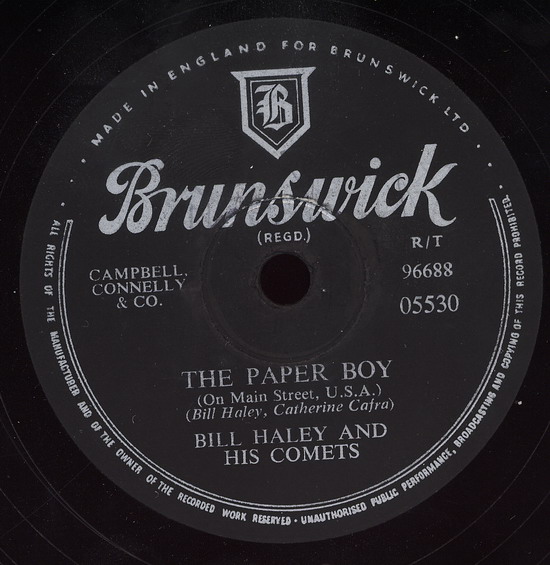 MADE IN ENGLAND FOR BRUNSWICK LTD.
B
Brunswick
(REGD.)
R/T
CAMPBELL,
CONNELLY
& CO.
96688
05530
THE PAPER BOY
(On Main Street, U.S.A.)
(Bill Haley, Catherine Cafra)
BILL HALEY AND
HIS COMETS
ALL RIGHTS OF THE MANUFACTURER AND OF THE OWNER OF THE RECORDED WORK RESERVED • UNAUTHORISED PUBLIC PERFORMANCE, BROADCASTING AND COPYING OF THIS RECORD PROHIBITED.